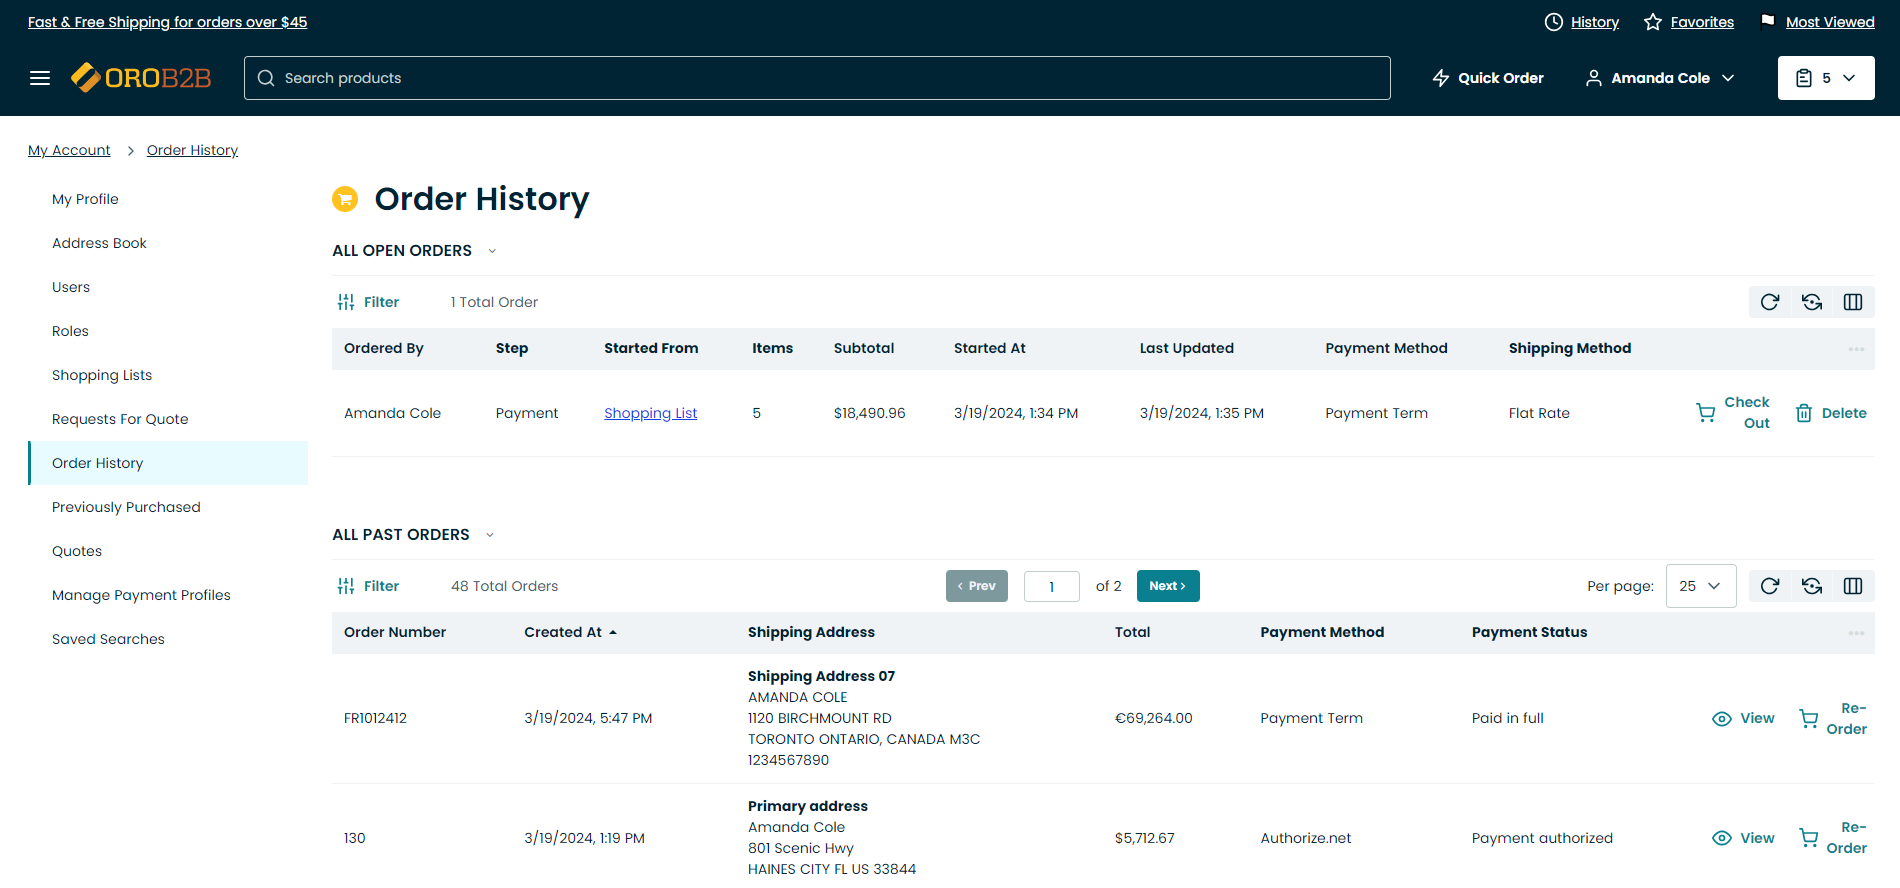 Fast & Free Shipping for orders over $45
History
Favorites
Most Viewed
OROB2B
Search products
Quick Order
Amanda Cole
5
My Account
Order History
My Profile
Address Book
Users
Roles
Shopping Lists
Requests For Quote
Order History
Previously Purchased
Quotes
Manage Payment Profiles
Saved Searches
Order History
ALL OPEN ORDERS
Filter
1 Total Order
Ordered By Step Started From Items Subtotal Started At Last Updated Payment Method Shipping Method
Amanda Cole Payment Shopping List 5 $18,490.96 3/19/2024, 1:34 PM 3/19/2024, 1:35 PM Payment Term Flat Rate
Check
Out
Delete
ALL PAST ORDERS
Filter
48 Total Orders
Prev
1
of 2
Next
Per page:
25
Order Number Created At Shipping Address Total Payment Method Payment Status
FR1012412
3/19/2024, 5:47 PM
Shipping Address 07
AMANDA COLE
1120 BIRCHMOUNT RD
TORONTO ONTARIO, CANADA M3C
1234567890
€69,264.00
Payment Term
Paid in full
View
Re-
Order
130
3/19/2024, 1:19 PM
Primary address
Amanda Cole
801 Scenic Hwy
HAINES CITY FL US 33844
$5,712.67
Authorize.net
Payment authorized
View
Re-
Order